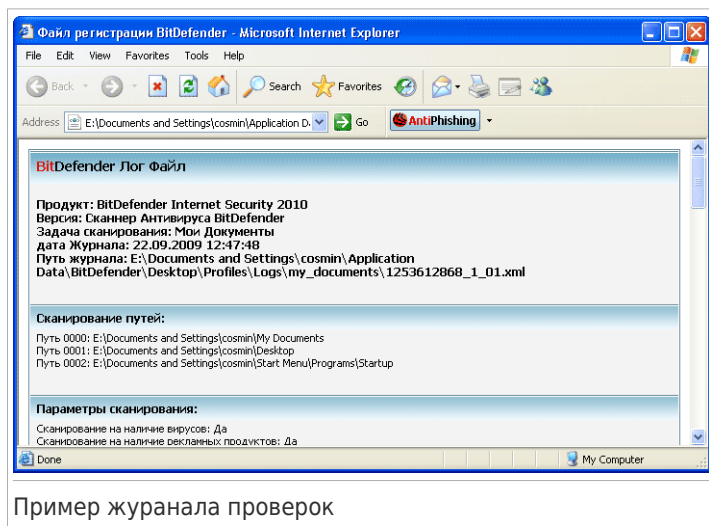 Файл регистрации BitDefender - Microsoft Internet Explorer
File Edit View Favorites Tools Help
Back Search Favorites
Address E:\Documents and Settings\cosmin\Application D. Go AntiPhishing
BitDefender Лог Файл
Продукт: BitDefender Internet Security 2010
Версия: Сканнер Антивируса BitDefender
Задача сканирования: Мои Документы
дата Журнала: 22.09.2009 12:47:48
Путь журнала: E:\Documents and Settings\cosmin\Application
Data\BitDefender\Desktop\Profiles\Logs\my_documents\1253612868_1_01.xml
Сканирование путей:
Путь 0000: E:\Documents and Settings\cosmin\My Documents
Путь 0001: E:\Documents and Settings\cosmin\Desktop
Путь 0002: E:\Documents and Settings\cosmin\Start Menu\Programs\Startup
Параметры сканирования:
Сканирование на наличие вирусов: Да
Сканирование на наличие рекламных продуктов: Да
Done My Computer
Пример журанала проверок